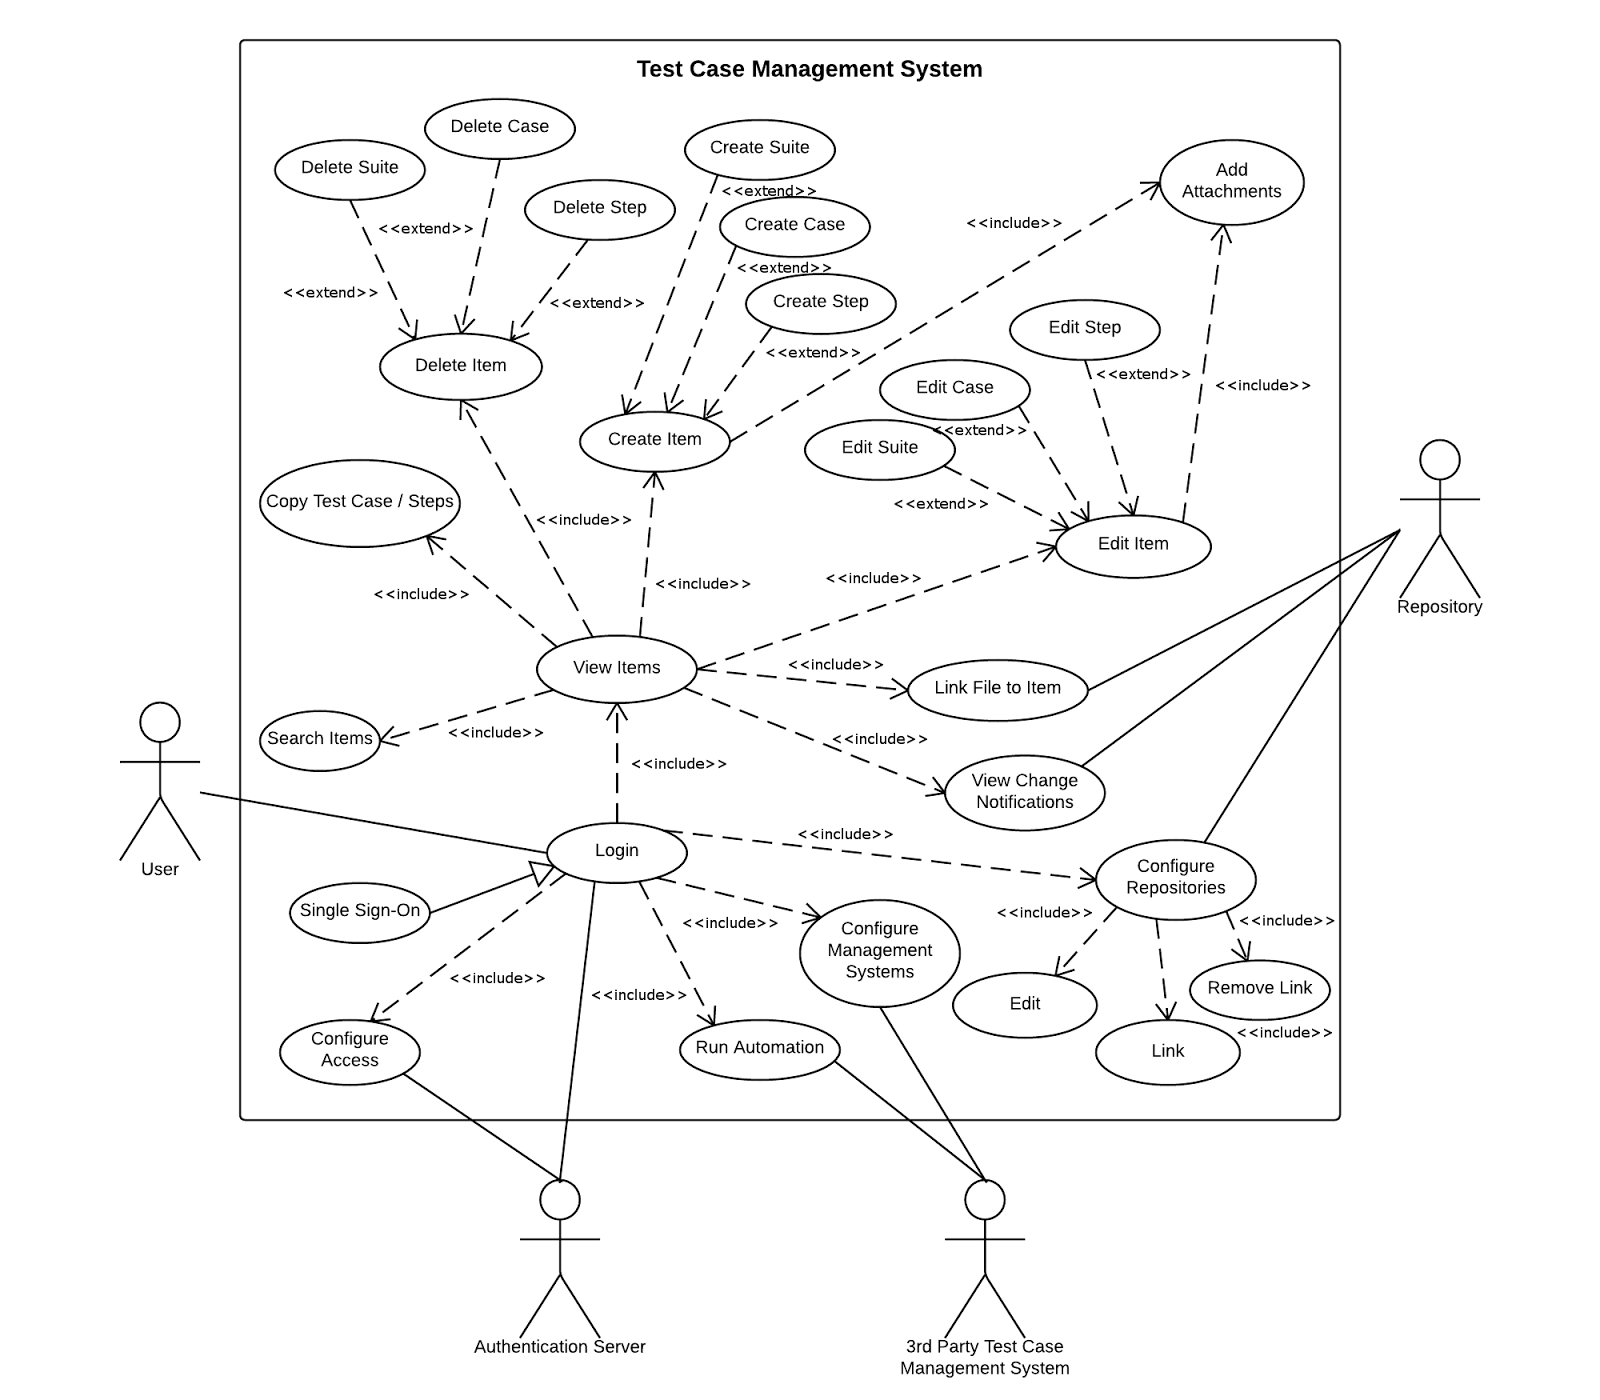 Test Case Management System
Delete Case
Delete Suite
Create Suite
Add
Attachments
<<extend>>
Delete Step
Create Case
<<include>>
<<extend>>
<<extend>>
<<extend>>
Create Step
<<extend>>
Edit Step
<<extend>>
Delete Item
<<extend>>
<<include>>
Edit Case
<<extend>>
Create Item
Edit Suite
Copy Test Case / Steps
<<extend>>
<<include>>
Edit Item
<<include>>
<<include>>
<<include>>
Repository
View Items
<<include>>
Link File to Item
Search Items
<<include>>
<<include>>
<<include>>
View Change
Notifications
<<include>>
Login
User
Configure
Repositories
Single Sign-On
<<include>>
<<include>>
<<include>>
Configure
Management
Systems
<<include>>
<<include>>
Remove Link
Edit
<<include>>
Configure
Access
Run Automation
Link
Authentication Server
3rd Party Test Case
Management System